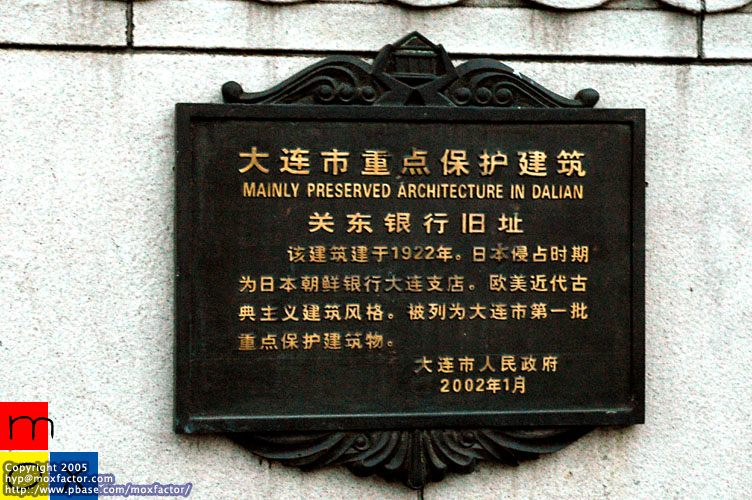 大连市重点保护建筑
MAINLY PRESERVED ARCHITECTURE IN DALIAN
关东银行旧址
该建筑建于1922年。日本侵占时期
为日本朝鲜银行大连支店。欧美近代古
典主义建筑风格。被列为大连市第一批
重点保护建筑物。
大连市人民政府
2002年1月
m
Copyright 2005
hyp@moxfactor.com
http://www.pbase.com/moxfactor/